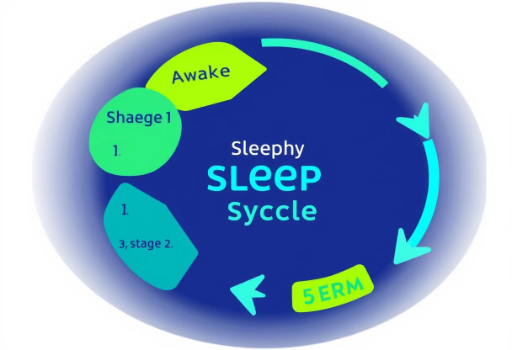 Awake
Shaege 1
1.
Sleephy
SLeeP
Syccle
1.
3, stage 2.
5 ERM